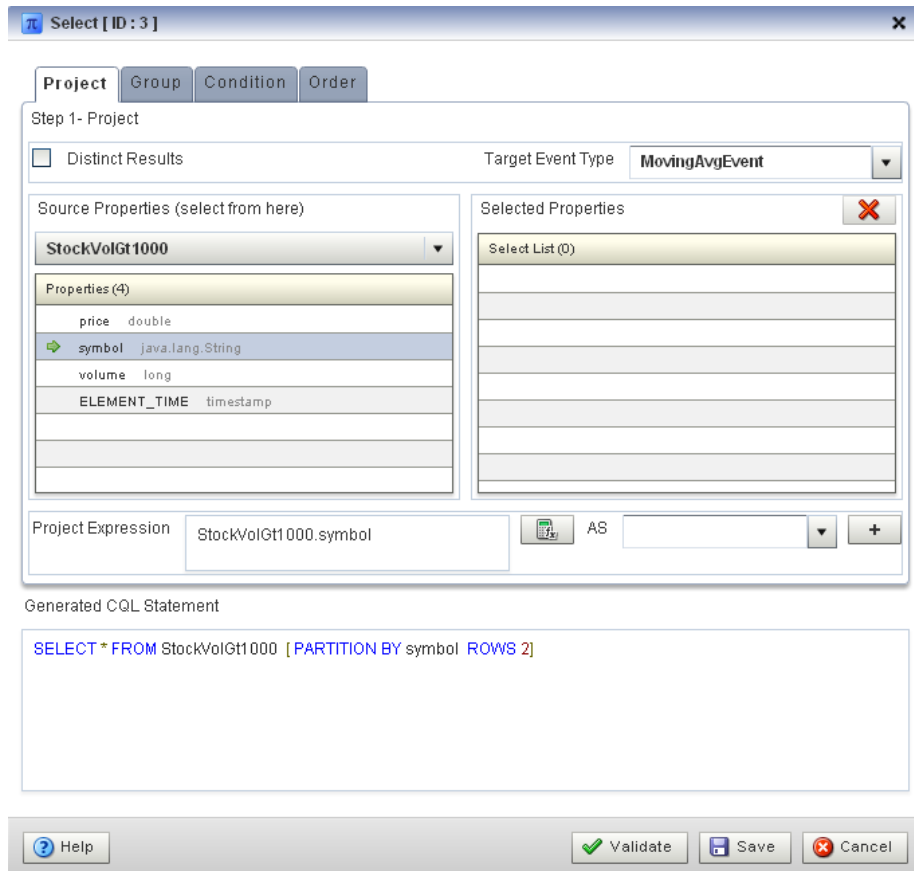 π Select [ ID : 3 ]
Project Group Condition Order
Step 1- Project
Distinct Results Target Event Type MovingAvgEvent
Source Properties (select from here) Selected Properties
StockVolGt1000 Select List (0)
Properties (4)
price double
symbol java.lang.String
volume long
ELEMENT_TIME timestamp
Project Expression StockVolGt1000.symbol AS +
Generated CQL Statement
SELECT * FROM StockVolGt1000 [ PARTITION BY symbol ROWS 2]
? Help Validate Save Cancel